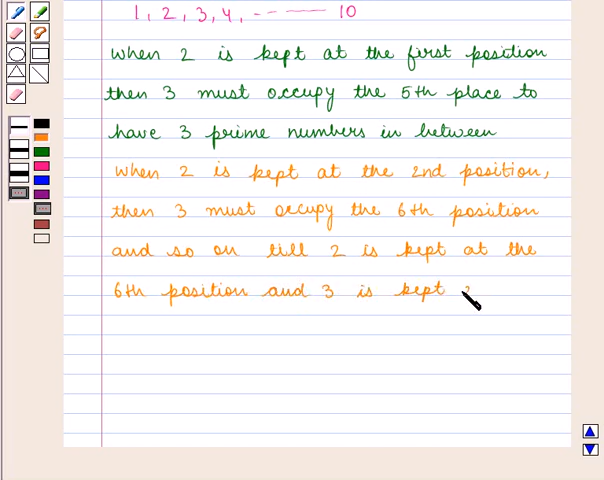 1, 2, 3, 4, - - - - 10
When 2 is kept at the first position
then 3 must occupy the 5th place to
have 3 prime numbers in between
When 2 is kept at the 2nd position,
then 3 must occupy the 6th position
and so on till 2 is kept at the
6th position and 3 is kept